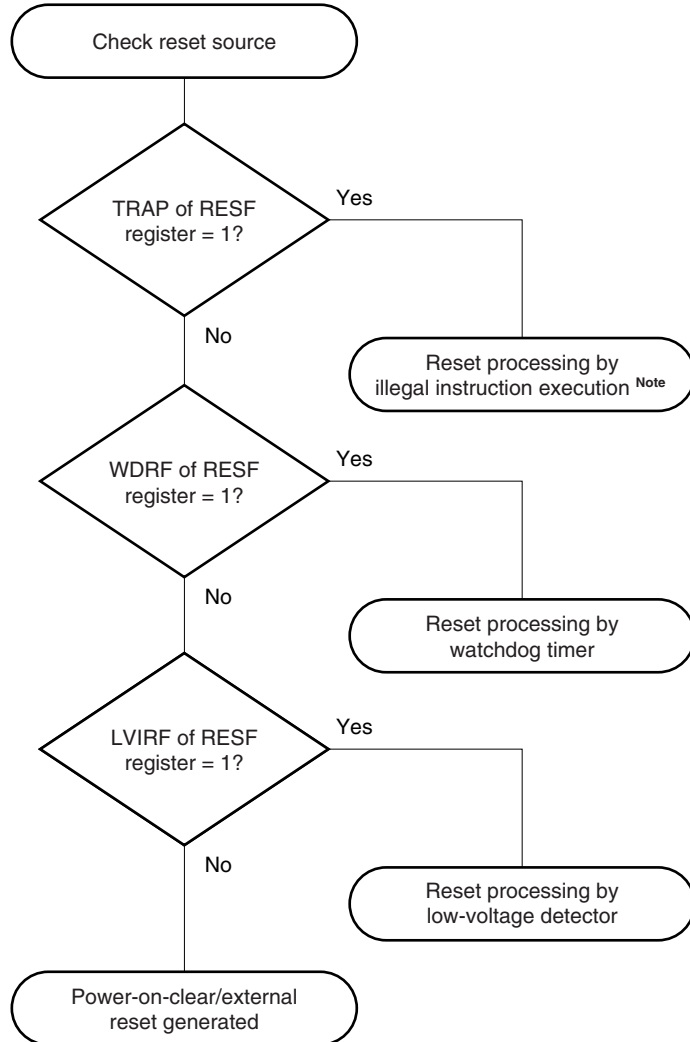 Check reset source
TRAP of RESF
register = 1?
Yes
No
Reset processing by
illegal instruction execution Note
WDRF of RESF
register = 1?
Yes
No
Reset processing by
watchdog timer
LVIRF of RESF
register = 1?
Yes
No
Reset processing by
low-voltage detector
Power-on-clear/external
reset generated